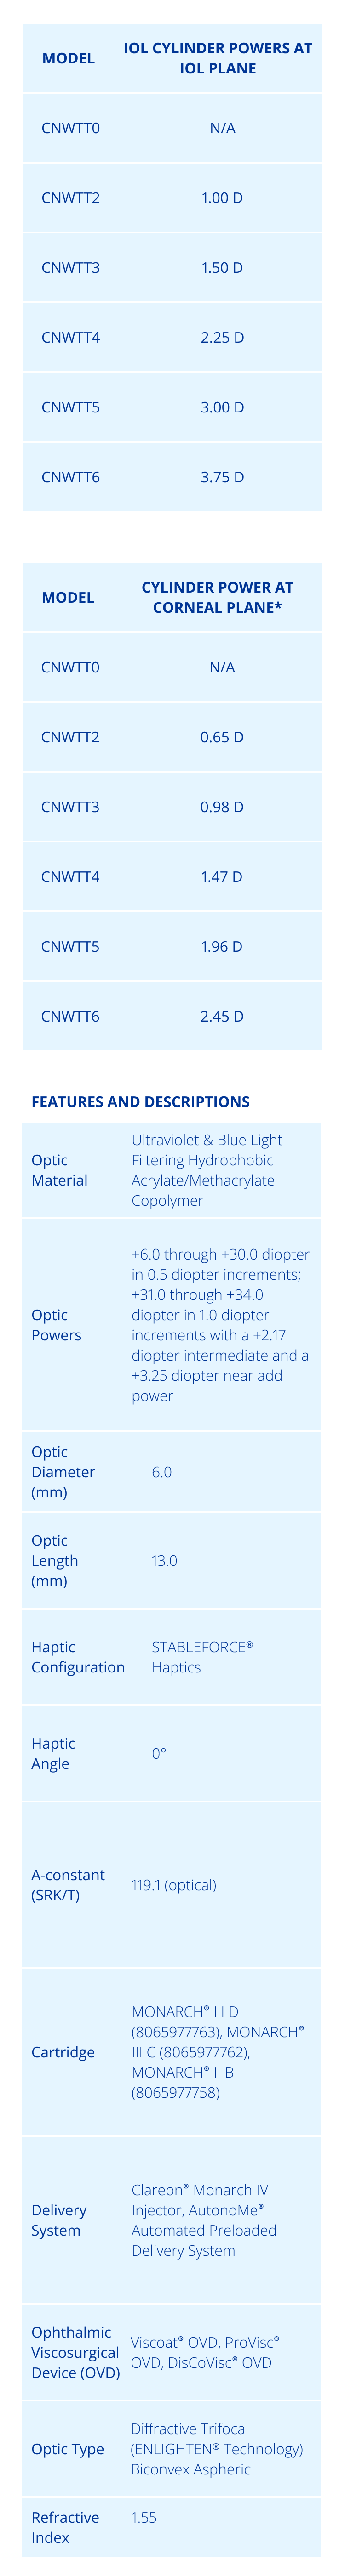 MODEL
IOL CYLINDER POWERS AT
IOL PLANE
CNWTT0
N/A
CNWTT2
1.00 D
CNWTT3
1.50 D
CNWTT4
2.25 D
CNWTT5
3.00 D
CNWTT6
3.75 D
MODEL
CYLINDER POWER AT
CORNEAL PLANE*
CNWTT0
N/A
CNWTT2
0.65 D
CNWTT3
0.98 D
CNWTT4
1.47 D
CNWTT5
1.96 D
CNWTT6
2.45 D
FEATURES AND DESCRIPTIONS
Optic
Material
Ultraviolet & Blue Light
Filtering Hydrophobic
Acrylate/Methacrylate
Copolymer
Optic
Powers
+6.0 through +30.0 diopter
in 0.5 diopter increments;
+31.0 through +34.0
diopter in 1.0 diopter
increments with a +2.17
diopter intermediate and a
+3.25 diopter near add
power
Optic
Diameter
(mm)
6.0
Optic
Length
(mm)
13.0
Haptic
Configuration
STABLEFORCE®
Haptics
Haptic
Angle
0°
A-constant
(SRK/T)
119.1 (optical)
Cartridge
MONARCH® III D
(8065977763), MONARCH®
III C (8065977762),
MONARCH® II B
(8065977758)
Delivery
System
Clareon® Monarch IV
Injector, AutonoMe®
Automated Preloaded
Delivery System
Ophthalmic
Viscosurgical
Device (OVD)
Viscoat® OVD, ProVisc®
OVD, DisCoVisc® OVD
Optic Type
Diffractive Trifocal
(ENLIGHTEN® Technology)
Biconvex Aspheric
Refractive
Index
1.55